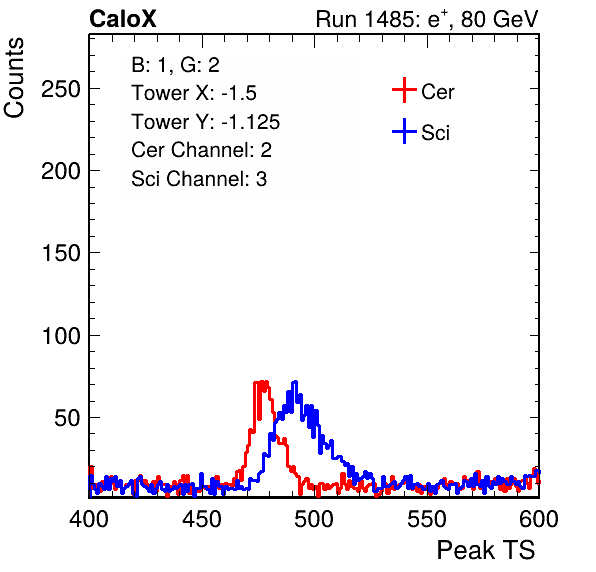 CaloX Run 1485: e⁺, 80 GeV
Counts
B: 1, G: 2
Tower X: -1.5
Tower Y: -1.125
Cer Channel: 2
Sci Channel: 3
Cer
Sci
250
200
150
100
50
400 450 500 550 600
Peak TS